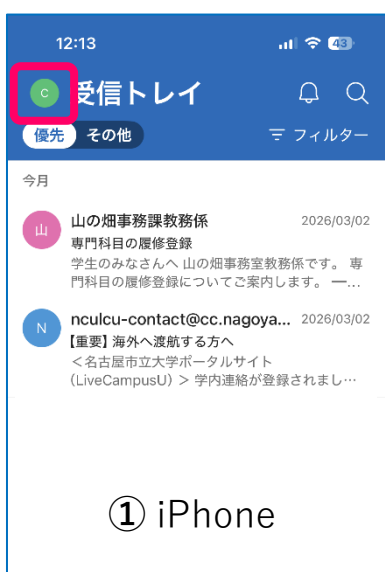 12:13 43
C 受信トレイ
優先 その他 フィルター
今月
山 山の畑事務課教務係 2026/03/02
専門科目の履修登録
学生のみなさんへ 山の畑事務室教務係です。 専
門科目の履修登録についてご案内します。 ー...
N nculcu-contact@cc.nagoya... 2026/03/02
【重要】海外へ渡航する方へ
＜名古屋市立大学ポータルサイト
(LiveCampusU) ＞ 学内連絡が登録されまし…
① iPhone